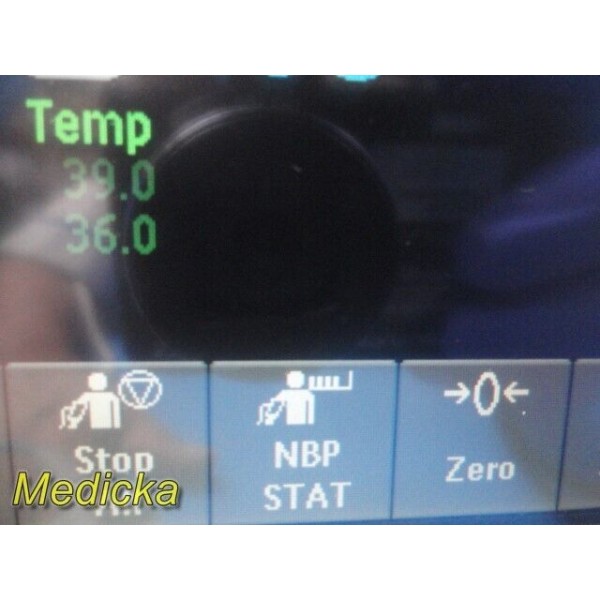 Temp
39.0
36.0
Stop
NBP
STAT
Zero
Medicka